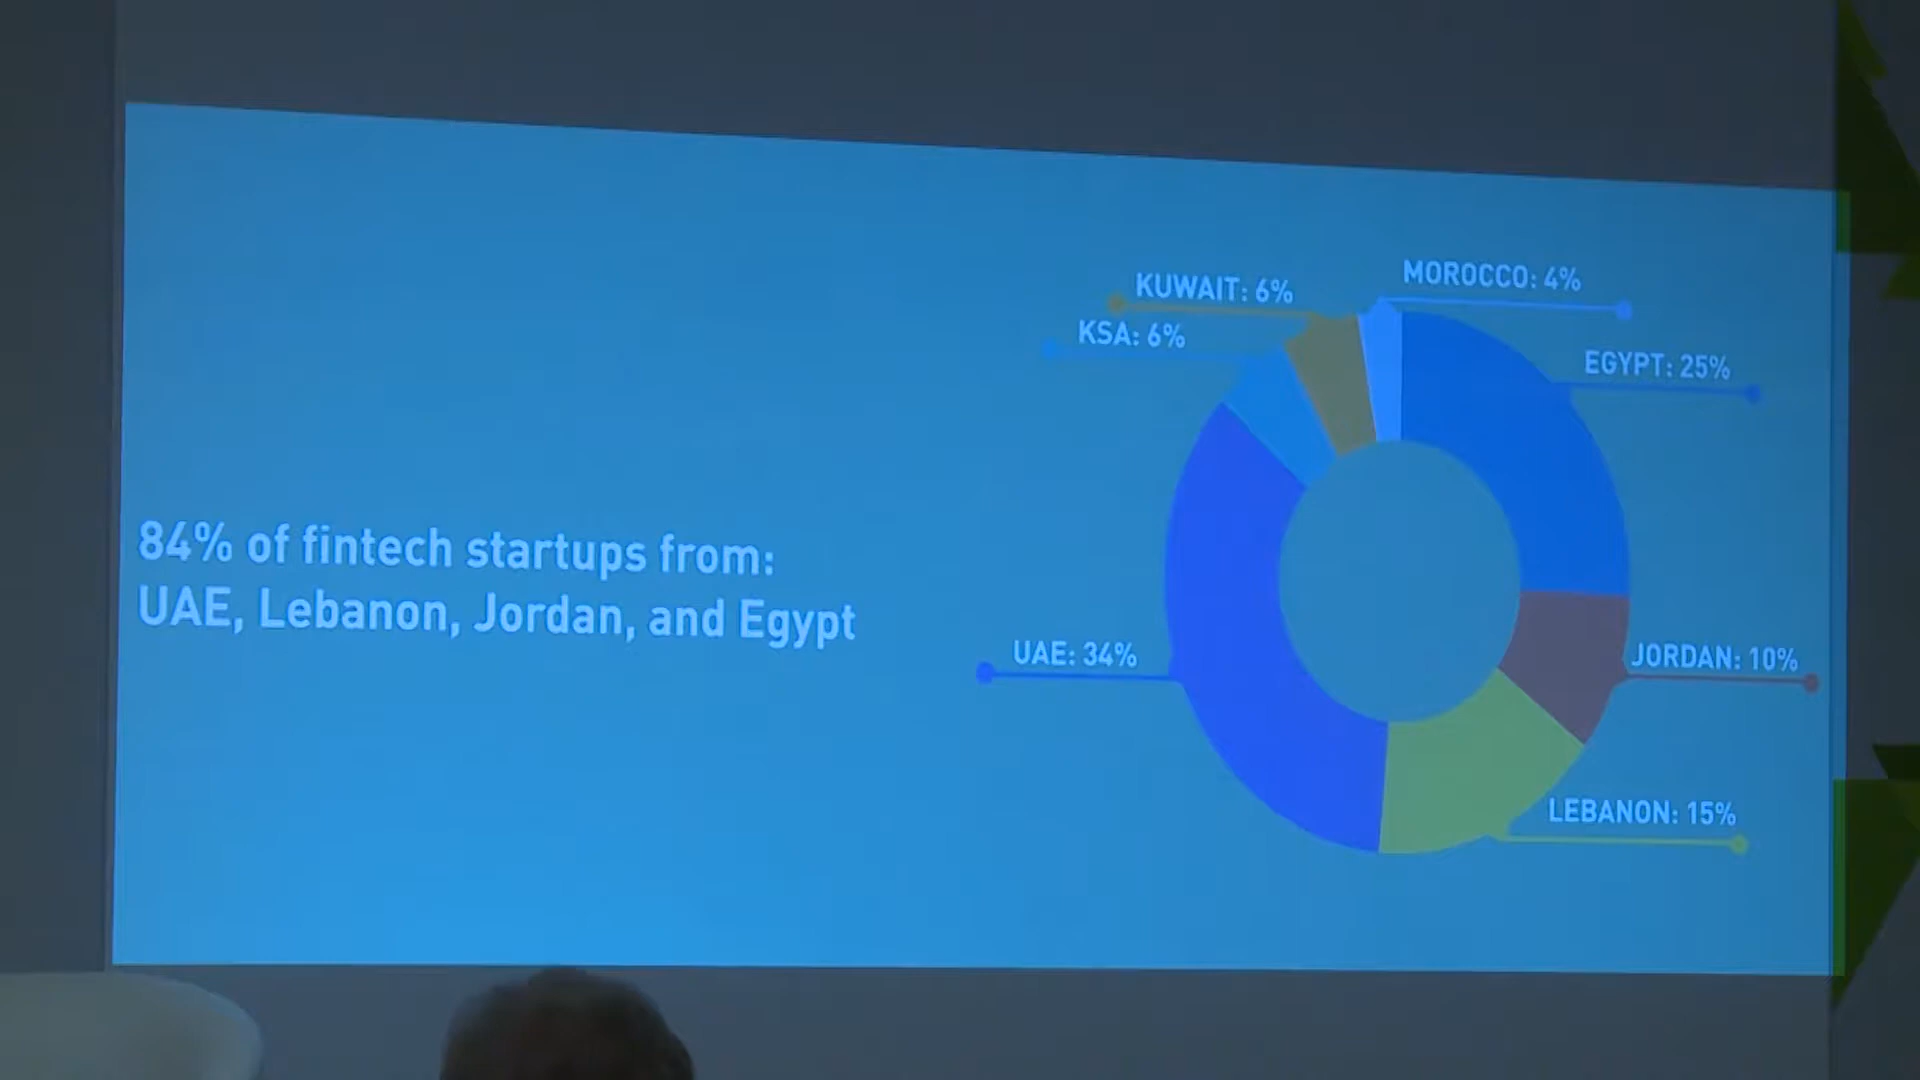 84% of fintech startups from:
UAE, Lebanon, Jordan, and Egypt
MOROCCO: 4%
KUWAIT: 6%
KSA: 6%
EGYPT: 25%
UAE: 34%
JORDAN: 10%
LEBANON: 15%